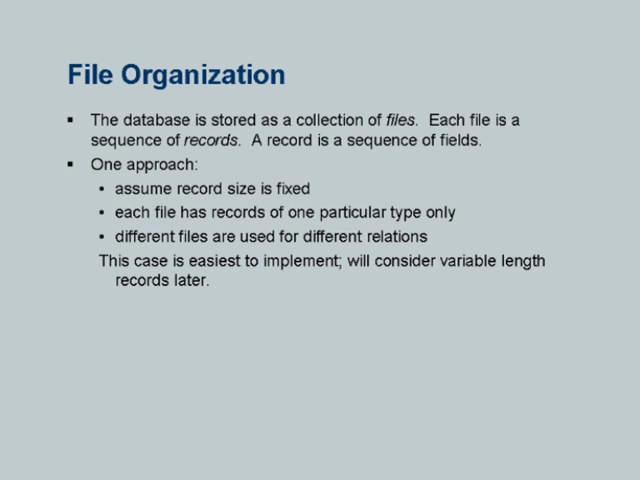 File Organization
▪ The database is stored as a collection of files. Each file is a
sequence of records. A record is a sequence of fields.
▪ One approach:
• assume record size is fixed
• each file has records of one particular type only
• different files are used for different relations
This case is easiest to implement; will consider variable length
records later.